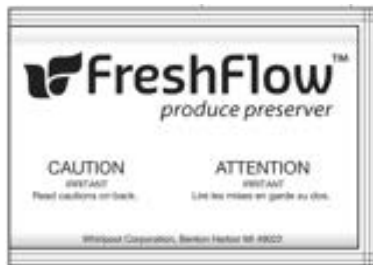 FreshFlow™
produce preserver
CAUTION
IRRITANT
Read cautions on back.
ATTENTION
IRRITANT
Lire les mises en garde au dos.
Whirlpool Corporation, Benton Harbor MI 49022